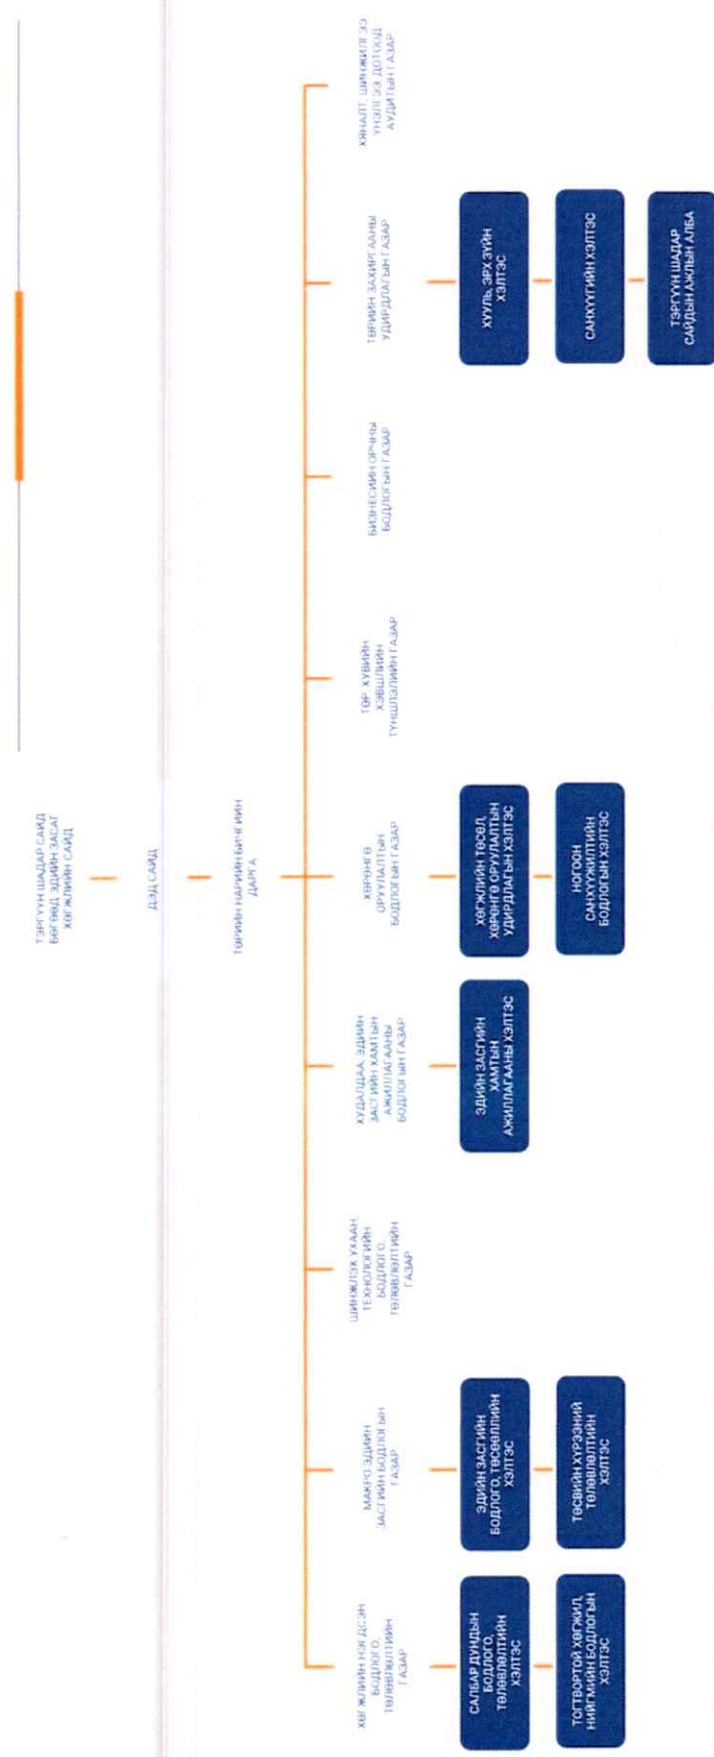 ТЭРГҮҮН ШАДАР САЙД
БӨГӨӨД ЭДИЙН ЗАСАГ
ХӨГЖЛИЙН САЙД
ДЭД САЙД
ТӨРИЙН НАРИЙН БИЧГИЙН
ДАРГА
ХӨГЖЛИЙН НЭГДСЭН
БОДЛОГО,
ТӨЛӨВЛӨЛТИЙН
ГАЗАР
САЛБАР ДУНДЫН
БОДЛОГО,
ТӨЛӨВЛӨЛТИЙН
ХЭЛТЭС
ТОГТВОРТОЙ ХӨГЖИЛ,
НИЙГМИЙН БОДЛОГЫН
ХЭЛТЭС
МАКРО ЭДИЙН
ЗАСГИЙН БОДЛОГЫН
ГАЗАР
ЭДИЙН ЗАСГИЙН
БОДЛОГО, ТӨСӨӨЛЛИЙН
ХЭЛТЭС
ТӨСВИЙН ХҮРЭЭНИЙ
ТӨЛӨВЛӨЛТИЙН
ХЭЛТЭС
ШИНЖЛЭХ УХААН,
ТЕХНОЛОГИЙН
БОДЛОГО,
ТӨЛӨВЛӨЛТИЙН
ГАЗАР
ХУДАЛДАА, ЭДИЙН
ЗАСГИЙН ХАМТЫН
АЖИЛЛАГААНЫ
БОДЛОГЫН ГАЗАР
ЭДИЙН ЗАСГИЙН
ХАМТЫН
АЖИЛЛАГААНЫ ХЭЛТЭС
ХӨРӨНГӨ
ОРУУЛАЛТЫН
БОДЛОГЫН ГАЗАР
ХӨГЖЛИЙН ТӨСӨЛ,
ХӨРӨНГӨ ОРУУЛАЛТЫН
УДИРДЛАГЫН ХЭЛТЭС
НОГООН
САНХҮҮЖИЛТИЙН
БОДЛОГЫН ХЭЛТЭС
ТӨР ХУВИЙН
ХЭВШЛИЙН
ТҮНШЛЭЛИЙН ГАЗАР
БИЗНЕСИЙН ОРЧНЫ
БОДЛОГЫН ГАЗАР
ТӨРИЙН ЗАХИРГААНЫ
УДИРДЛАГЫН ГАЗАР
ХУУЛЬ, ЭРХ ЗҮЙН
ХЭЛТЭС
САНХҮҮГИЙН ХЭЛТЭС
ТЭРГҮҮН ШАДАР
САЙДЫН АЖЛЫН АЛБА
ХЯНАЛТ, ШИНЖИЛГЭЭ
ҮНЭЛГЭЭ, ДОТООД
АУДИТЫН ГАЗАР